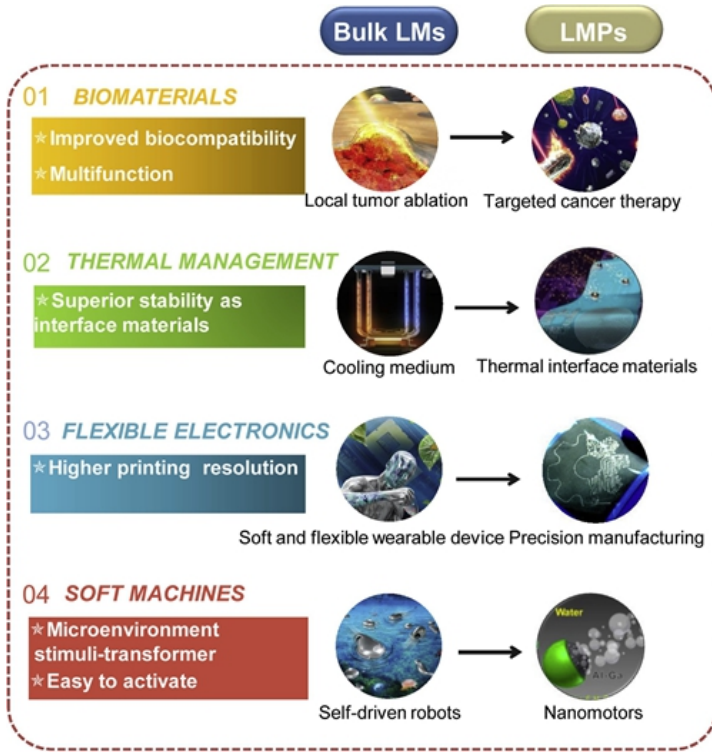 Bulk LMs
LMPs
01 BIOMATERIALS
✯Improved biocompatibility
✯Multifunction
Local tumor ablation
Targeted cancer therapy
02 THERMAL MANAGEMENT
✯Superior stability as
interface materials
Cooling medium
Thermal interface materials
03 FLEXIBLE ELECTRONICS
✯Higher printing resolution
Soft and flexible wearable device
Precision manufacturing
04 SOFT MACHINES
✯Microenvironment
stimuli-transformer
✯Easy to activate
Water
Al-Ga
Self-driven robots
Nanomotors